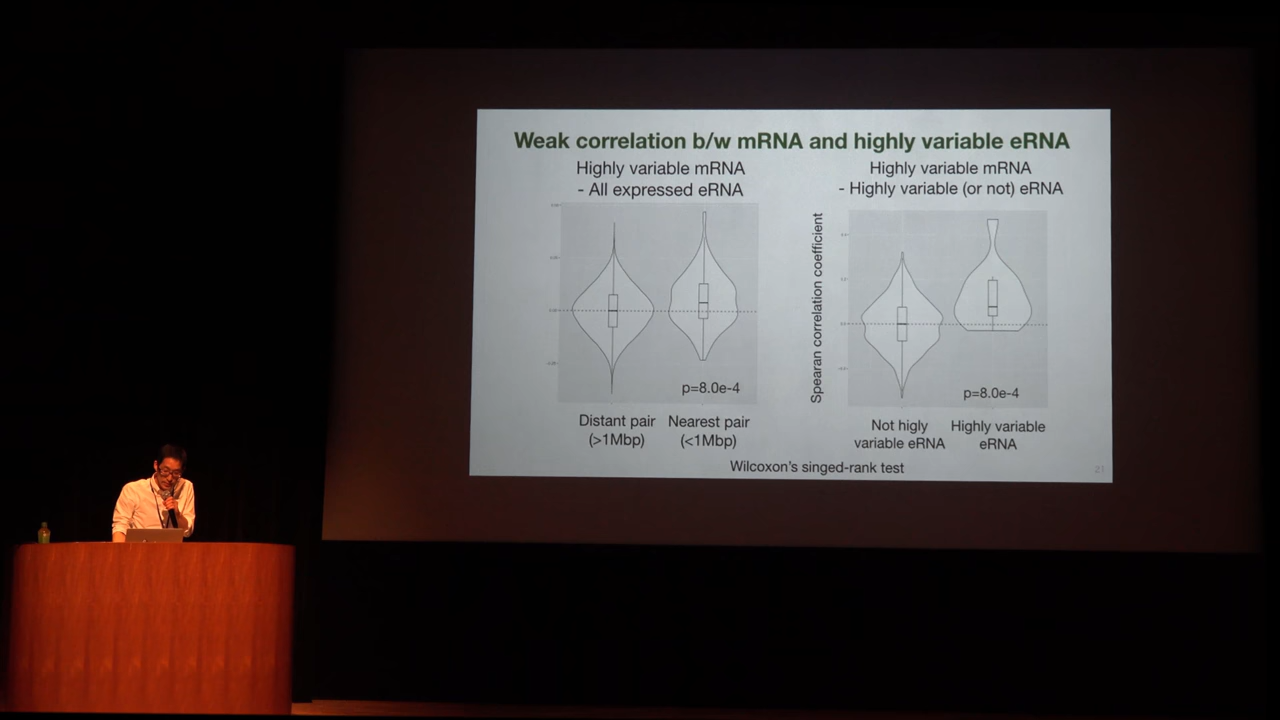 Weak correlation b/w mRNA and highly variable eRNA
Highly variable mRNA
- All expressed eRNA
p=8.0e-4
Distant pair
(>1Mbp)
Nearest pair
(<1Mbp)
Highly variable mRNA
- Highly variable (or not) eRNA
Spearan correlation coefficient
p=8.0e-4
Not higly
variable eRNA
Highly variable
eRNA
Wilcoxon's singed-rank test
21